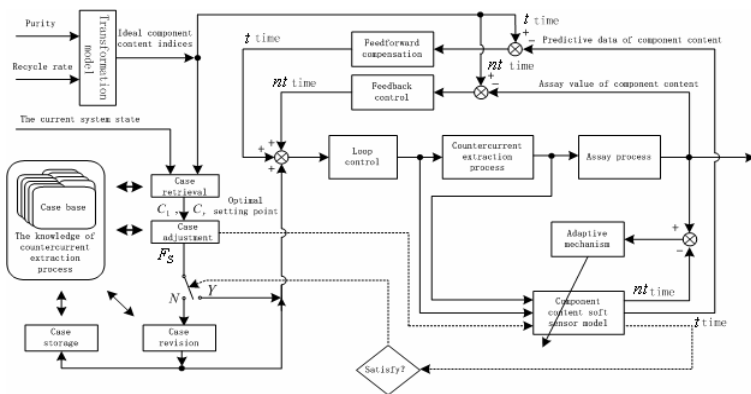 Purity
Recycle rate
Transformation
model
Ideal component
content indices
t time
Feedforward
compensation
t time
Predictive data of component content
nt time
nt time
Feedback
control
Assay value of component content
The current system state
Loop
control
Countercurrent
extraction
process
Assay process
Case base
The knowledge of
countercurrent
extraction
process
Case
retrieval
Optimal
setting point
Case
adjustment
Adaptive
mechanism
N
Y
Component
content soft
sensor model
nt time
t time
Case
storage
Case
revision
Satisfy?